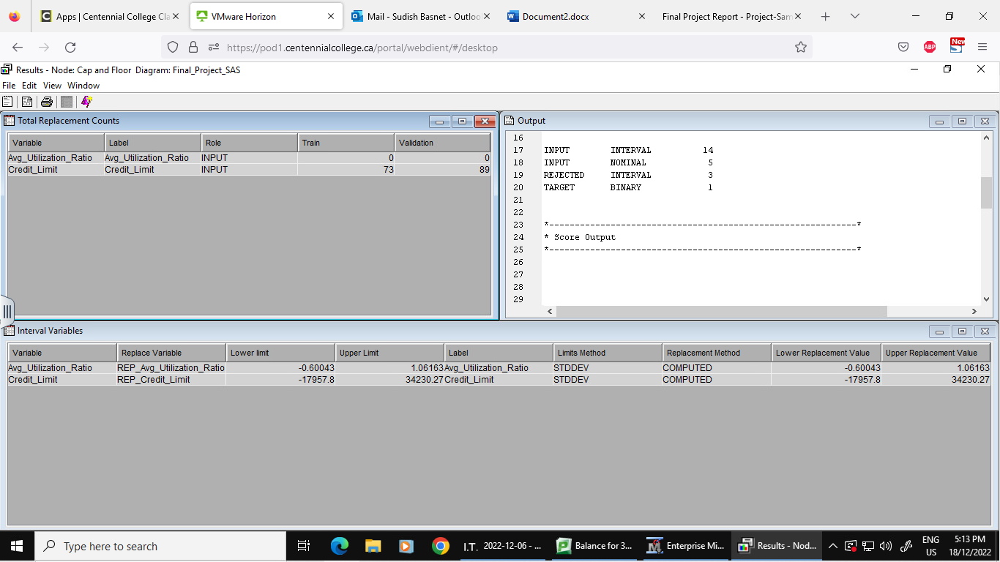 Apps | Centennial College Cla
VMware Horizon
Mail - Sudish Basnet - Outloo
Document2.docx
Final Project Report - Project-Sam
https://pod1.centennialcollege.ca/portal/webclient/#/desktop
ABP
New
Results - Node: Cap and Floor Diagram: Final_Project_SAS
File Edit View Window
Total Replacement Counts
Variable Label Role Train Validation
Avg_Utilization_Ratio Avg_Utilization_Ratio INPUT 0 0
Credit_Limit Credit_Limit INPUT 73 89
Output
16
17 INPUT INTERVAL 14
18 INPUT NOMINAL 5
19 REJECTED INTERVAL 3
20 TARGET BINARY 1
21
22
23 *------------------------------------------------------------*
24 * Score Output
25 *------------------------------------------------------------*
26
27
28
29
Interval Variables
Variable Replace Variable Lower limit Upper Limit Label Limits Method Replacement Method Lower Replacement Value Upper Replacement Value
Avg_Utilization_Ratio REP_Avg_Utilization_Ratio -0.60043 1.06163 Avg_Utilization_Ratio STDDEV COMPUTED -0.60043 1.06163
Credit_Limit REP_Credit_Limit -17957.8 34230.27 Credit_Limit STDDEV COMPUTED -17957.8 34230.27
Type here to search
I.T. 2022-12-06 - ...
Balance for 3...
Enterprise Mi...
Results - Nod...
ENG
US
5:13 PM
18/12/2022